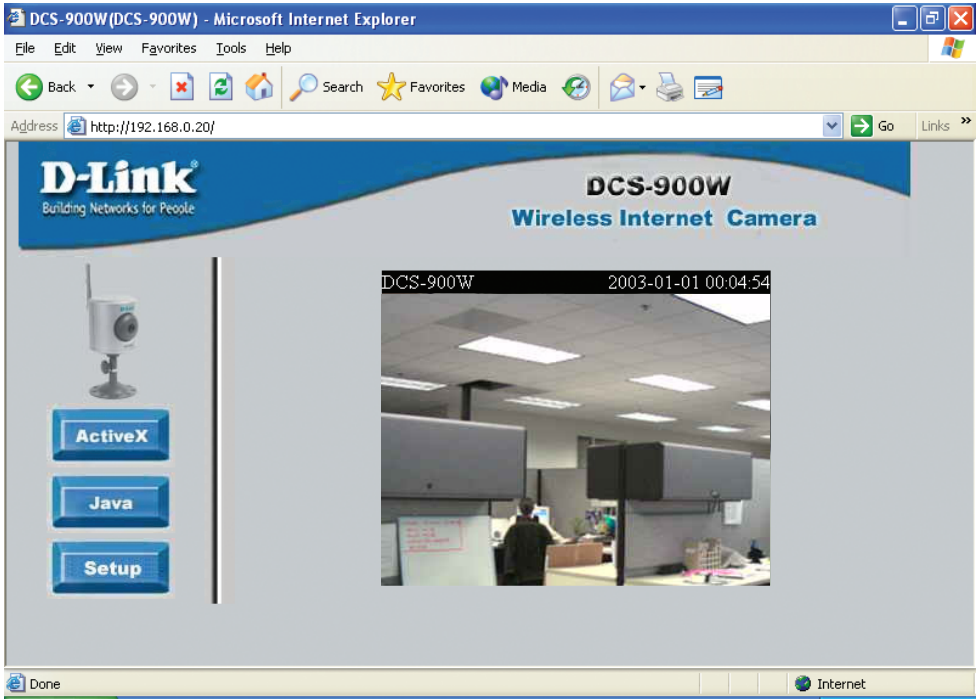 DCS-900W(DCS-900W) - Microsoft Internet Explorer
File Edit View Favorites Tools Help
Back Search Favorites Media
Address http://192.168.0.20/ Go Links »
D-Link®
Building Networks for People
DCS-900W
Wireless Internet Camera
DCS-900W 2003-01-01 00:04:54
ActiveX
Java
Setup
Done Internet